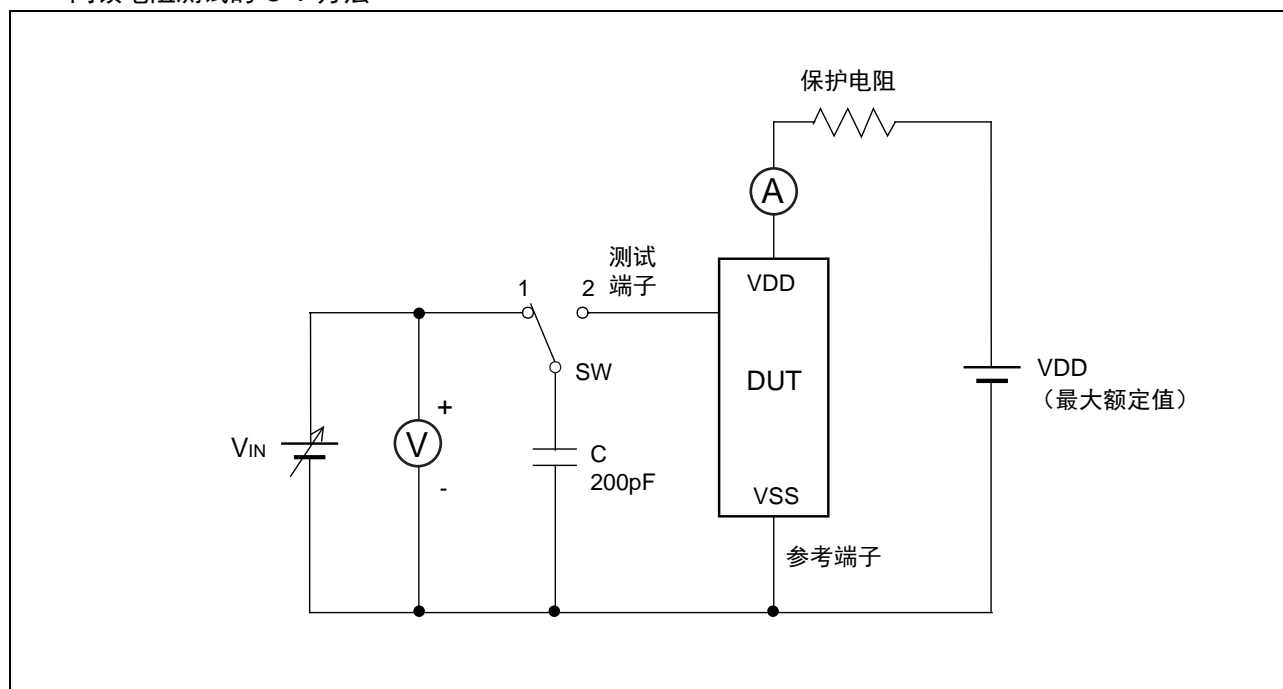 保护电阻
A
测试
端子
1
2
VDD
SW
DUT
VDD
（最大额定值）
VIN
+
V
-
C
200pF
VSS
参考端子